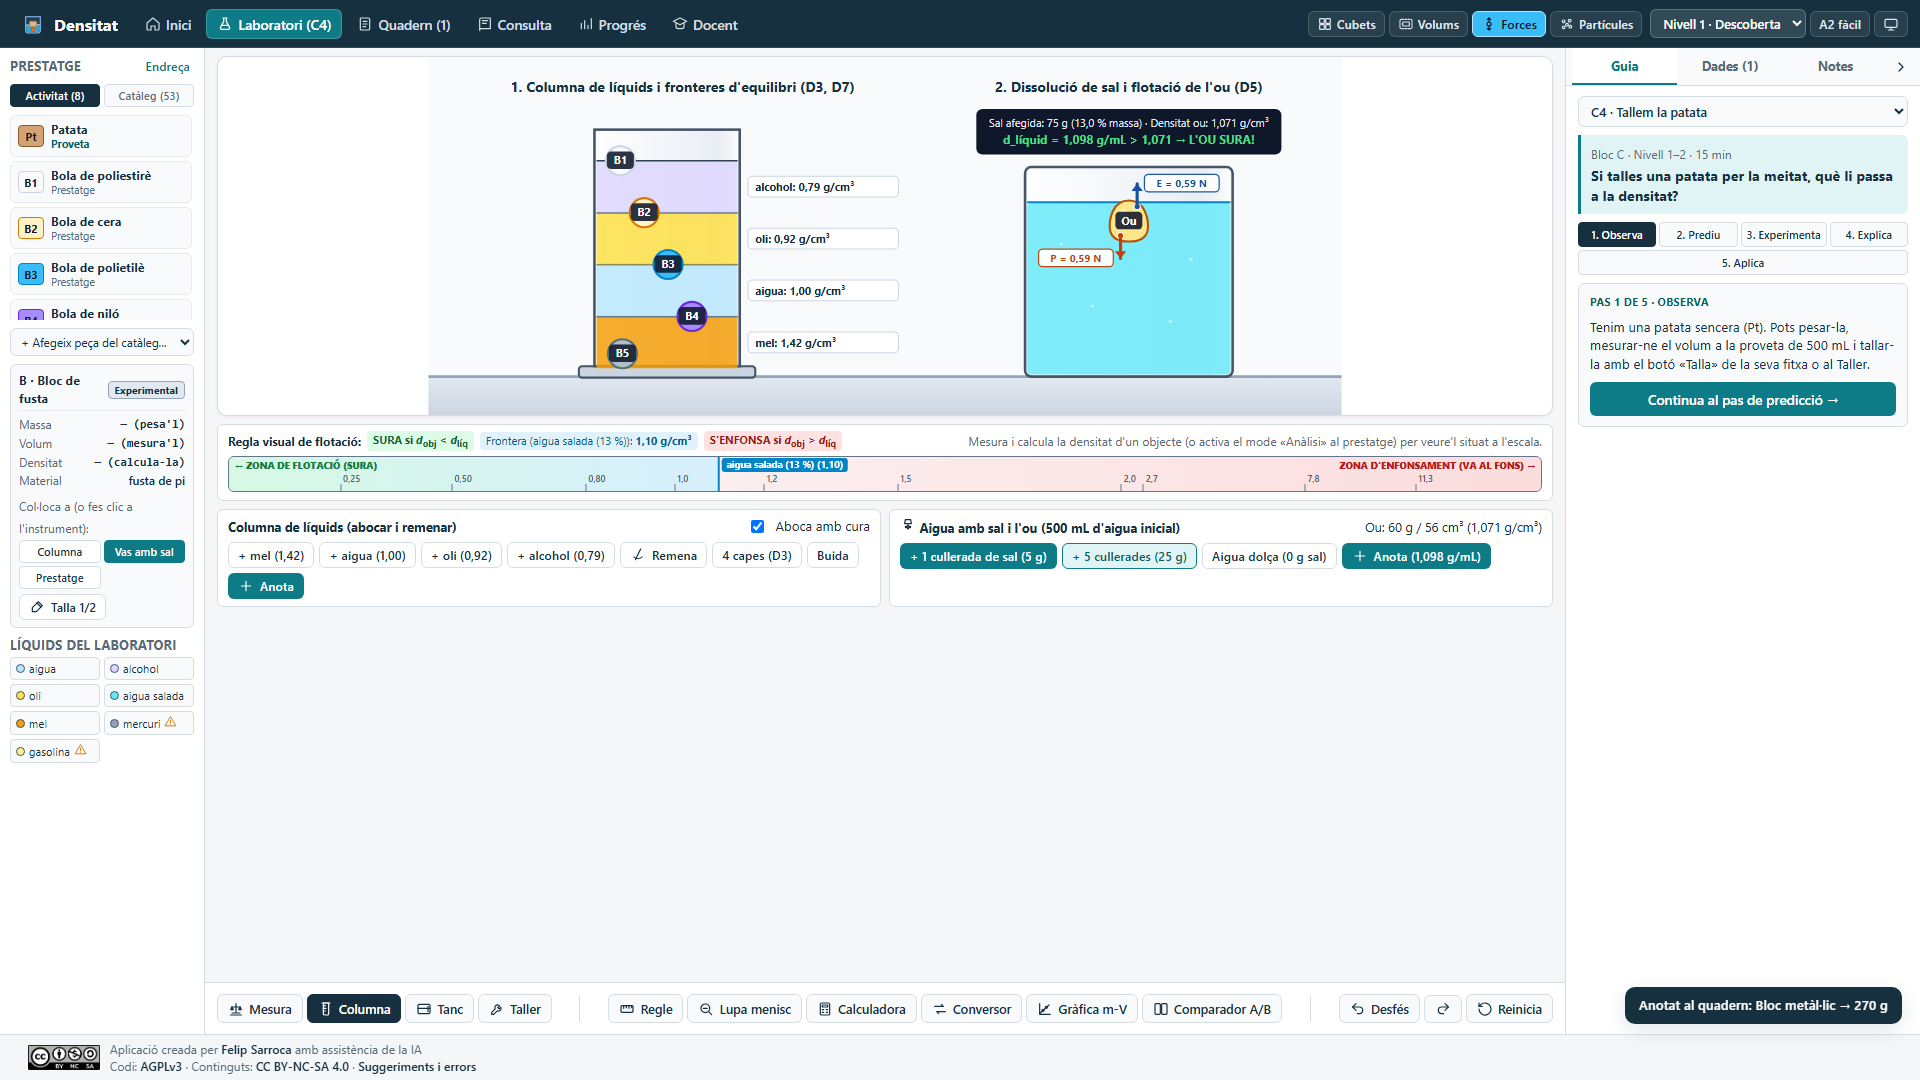 Densitat
Inici
Laboratori (C4)
Quadern (1)
Consulta
Progrés
Docent
Cubets
Volums
Forces
Partícules
Nivell 1 · Descoberta
A2 fàcil
PRESTATGE
Endreça
Activitat (8)
Catàleg (53)
Pt
Patata
Proveta
B1
Bola de poliestirè
Prestatge
B2
Bola de cera
Prestatge
B3
Bola de polietilè
Prestatge
Bola de niló
+ Afegeix peça del catàleg...
B · Bloc de fusta
Experimental
Massa — (pesa'l)
Volum — (mesura'l)
Densitat — (calcula-la)
Material fusta de pi
Col·loca a (o fes clic a
l'instrument):
Columna
Vas amb sal
Prestatge
Talla 1/2
LÍQUIDS DEL LABORATORI
aigua
alcohol
oli
aigua salada
mel
mercuri
gasolina
1. Columna de líquids i fronteres d'equilibri (D3, D7)
B1
B2
B3
B4
B5
alcohol: 0,79 g/cm³
oli: 0,92 g/cm³
aigua: 1,00 g/cm³
mel: 1,42 g/cm³
2. Dissolució de sal i flotació de l'ou (D5)
Sal afegida: 75 g (13,0 % massa) · Densitat ou: 1,071 g/cm³
d_líquid = 1,098 g/mL > 1,071 → L'OU SURA!
E = 0,59 N
Ou
P = 0,59 N
Regla visual de flotació:
SURA si dobj < dlíq
Frontera (aigua salada (13 %)): 1,10 g/cm³
S'ENFONSA si dobj > dlíq
Mesura i calcula la densitat d'un objecte (o activa el mode «Anàlisi» al prestatge) per veure'l situat a l'escala.
← ZONA DE FLOTACIÓ (SURA)
aigua salada (13 %) (1,10)
ZONA D'ENFONSAMENT (VA AL FONS) →
0,25
0,50
0,80
1,0
1,2
1,5
2,0
2,7
7,8
11,3
Columna de líquids (abocar i remenar)
Aboca amb cura
+ mel (1,42)
+ aigua (1,00)
+ oli (0,92)
+ alcohol (0,79)
Remena
4 capes (D3)
Buida
Anota
Aigua amb sal i l'ou (500 mL d'aigua inicial)
Ou: 60 g / 56 cm³ (1,071 g/cm³)
+ 1 cullerada de sal (5 g)
+ 5 cullerades (25 g)
Aigua dolça (0 g sal)
Anota (1,098 g/mL)
Guia
Dades (1)
Notes
C4 · Tallem la patata
Bloc C · Nivell 1–2 · 15 min
Si talles una patata per la meitat, què li passa
a la densitat?
1. Observa
2. Prediu
3. Experimenta
4. Explica
5. Aplica
PAS 1 DE 5 · OBSERVA
Tenim una patata sencera (Pt). Pots pesar-la,
mesurar-ne el volum a la proveta de 500 mL i tallar-
la amb el botó «Talla» de la seva fitxa o al Taller.
Continua al pas de predicció →
Mesura
Columna
Tanc
Taller
Regle
Lupa menisc
Calculadora
Conversor
Gràfica m-V
Comparador A/B
Desfés
Reinicia
Anotat al quadern: Bloc metàl·lic → 270 g
CC
BY NC SA
Aplicació creada per Felip Sarroca amb assistència de la IA
Codi: AGPLv3 · Continguts: CC BY-NC-SA 4.0 · Suggeriments i errors